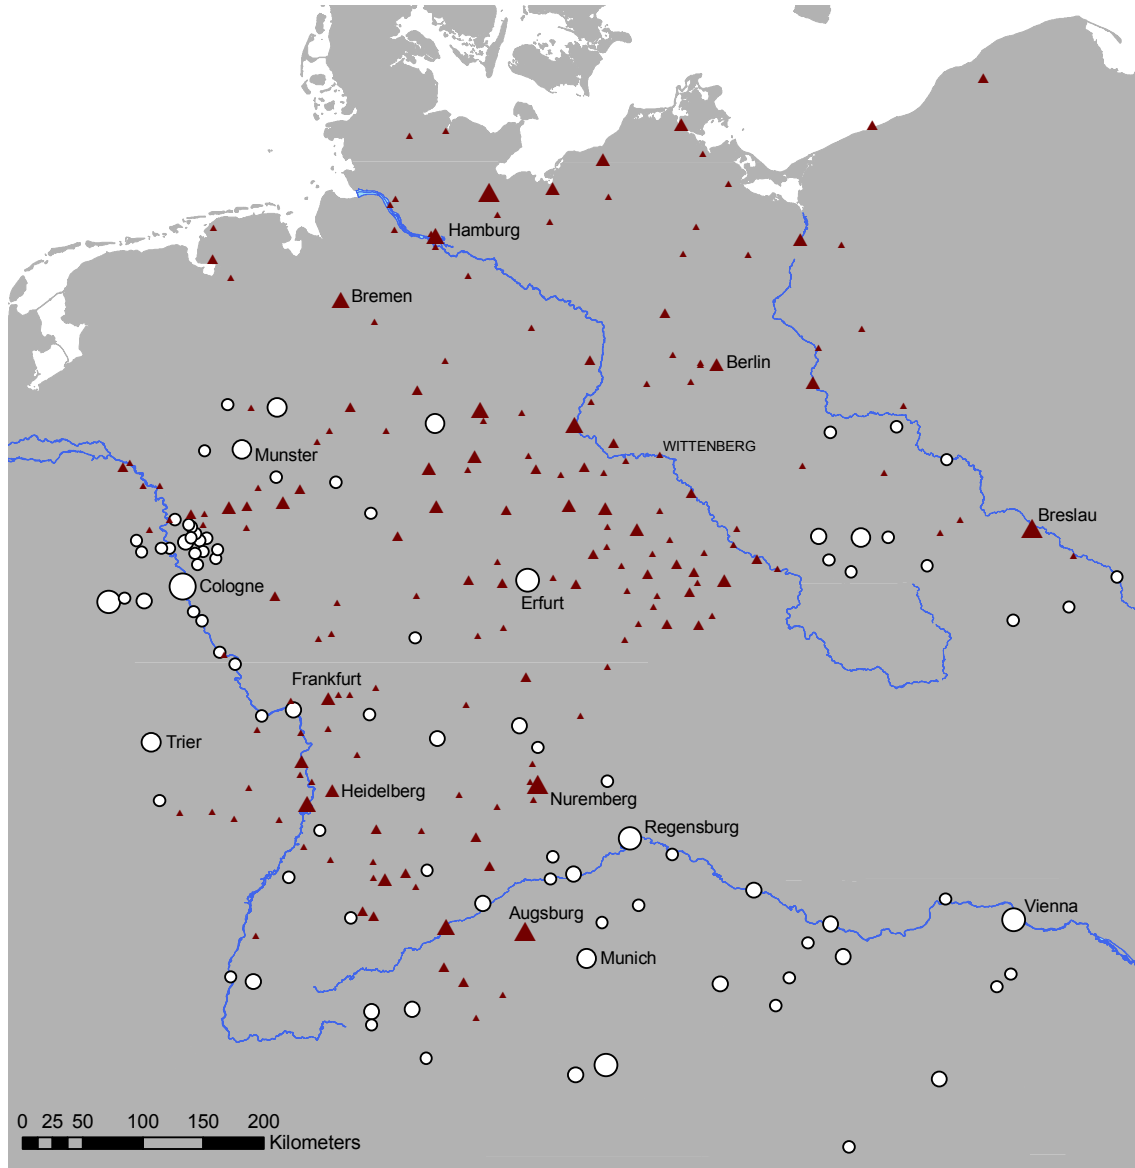 Hamburg
Bremen
Berlin
Munster
WITTENBERG
Breslau
Cologne
Erfurt
Frankfurt
Trier
Heidelberg
Nuremberg
Regensburg
Augsburg
Vienna
Munich
0 25 50 100 150 200
Kilometers